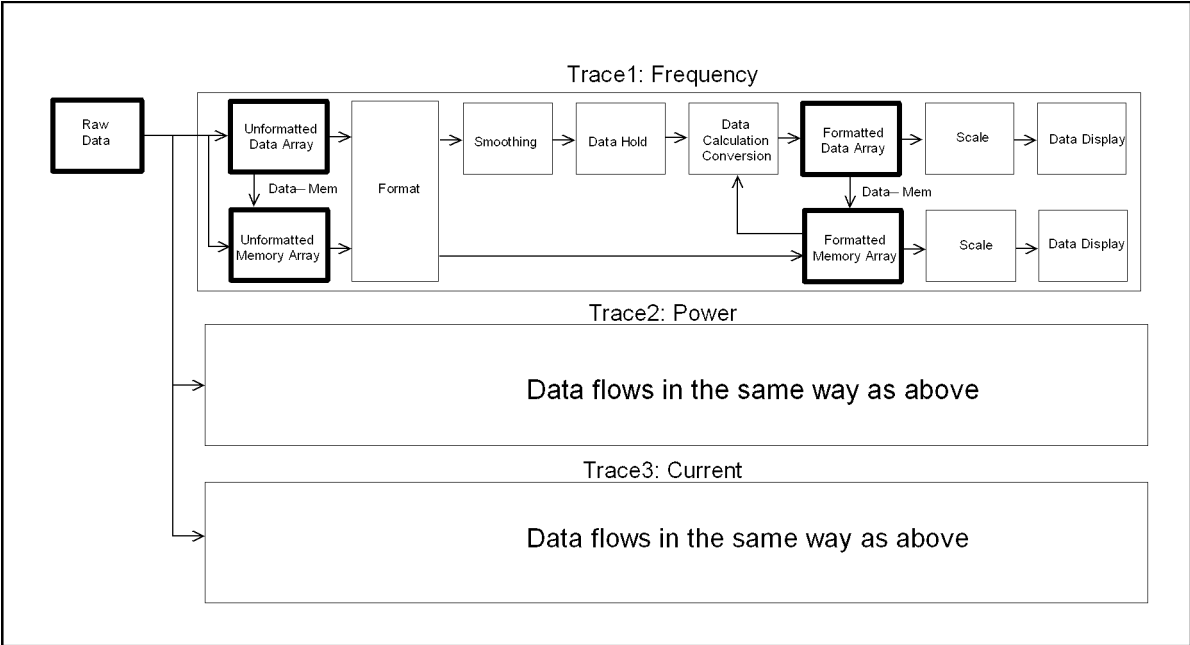 Trace1: Frequency
Raw
Data
Unformatted
Data Array
Smoothing
Data Hold
Data
Calculation
Conversion
Formatted
Data Array
Scale
Data Display
Data—Mem
Format
Data—Mem
Unformatted
Memory Array
Formatted
Memory Array
Scale
Data Display
Trace2: Power
Data flows in the same way as above
Trace3: Current
Data flows in the same way as above